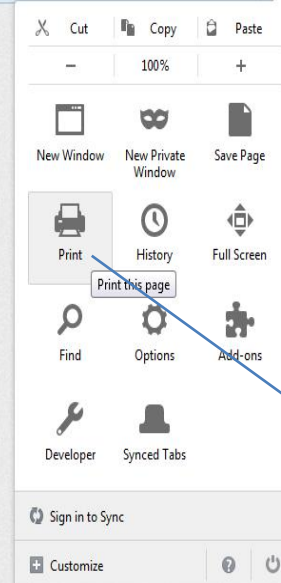 Cut Copy Paste
− 100% +
New Window New Private Save Page
Window
Print History Full Screen
Print this page
Find Options Add-ons
Developer Synced Tabs
Sign in to Sync
Customize